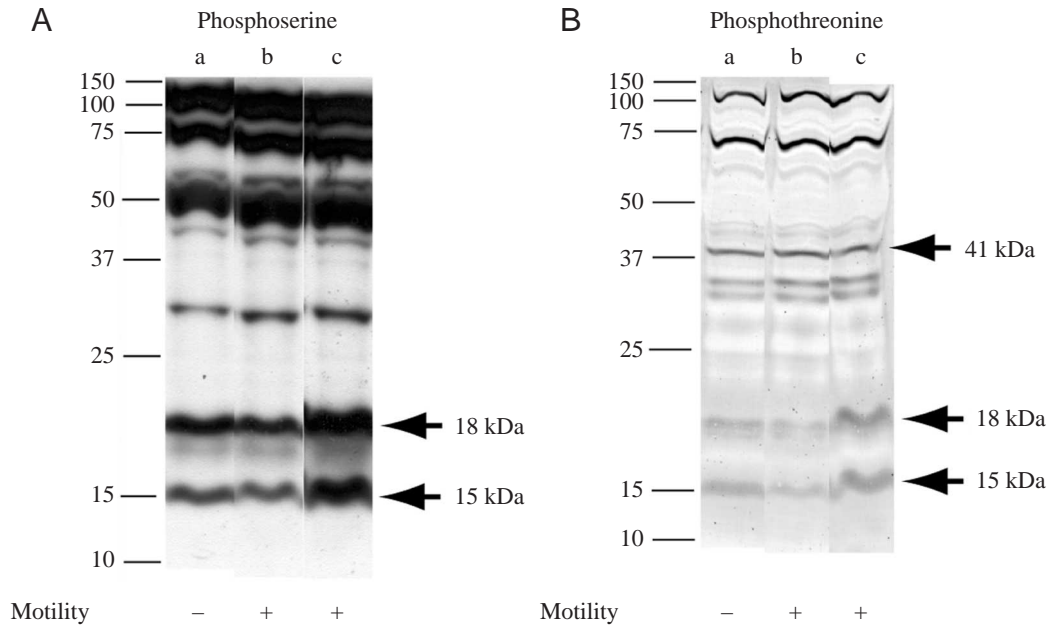 A
Phosphoserine
a b c
150
100
75
50
37
25
15
10
18 kDa
15 kDa
Motility – + +
B
Phosphothreonine
a b c
150
100
75
50
37
25
15
10
41 kDa
18 kDa
15 kDa
Motility – + +